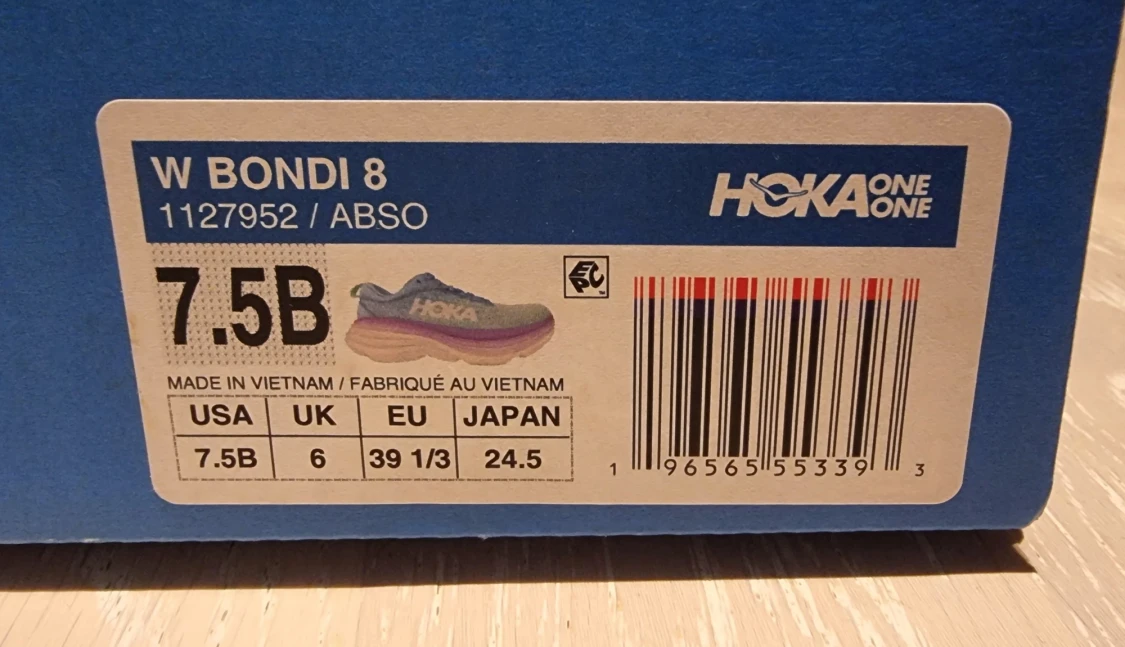 W BONDI 8
1127952 / ABSO
HOKA ONE ONE
7.5B
HOKA
EPC
™
MADE IN VIETNAM / FABRIQUÉ AU VIETNAM
USA UK EU JAPAN
7.5B 6 39 1/3 24.5
1 96565 55339 3